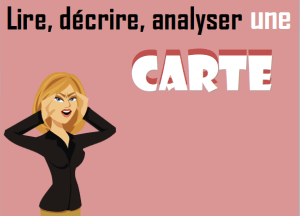 Lire, décrire, analyser une
CARTE